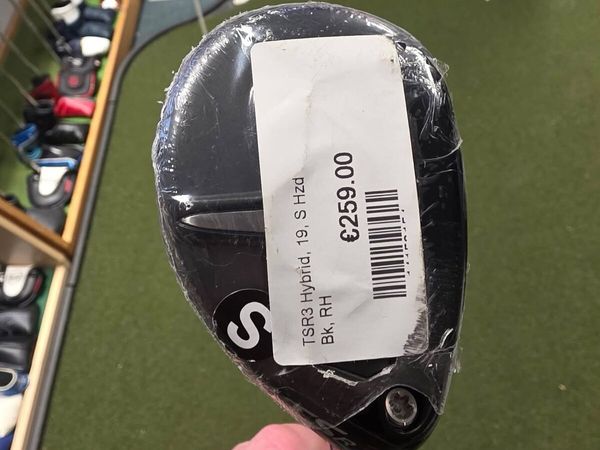 TSR3 Hybrid, 19, S Hzd
Bk, RH
€259.00
S